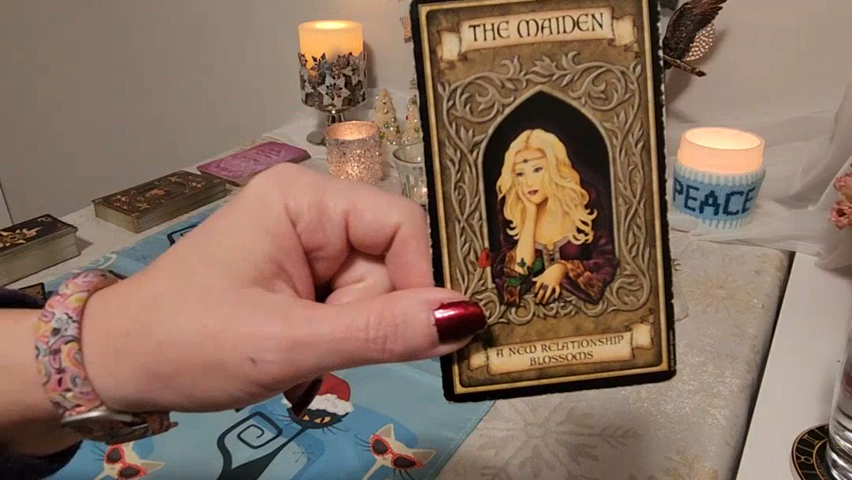 THE MAIDEN
PEACE
A NEW RELATIONSHIP
BLOSSOMS